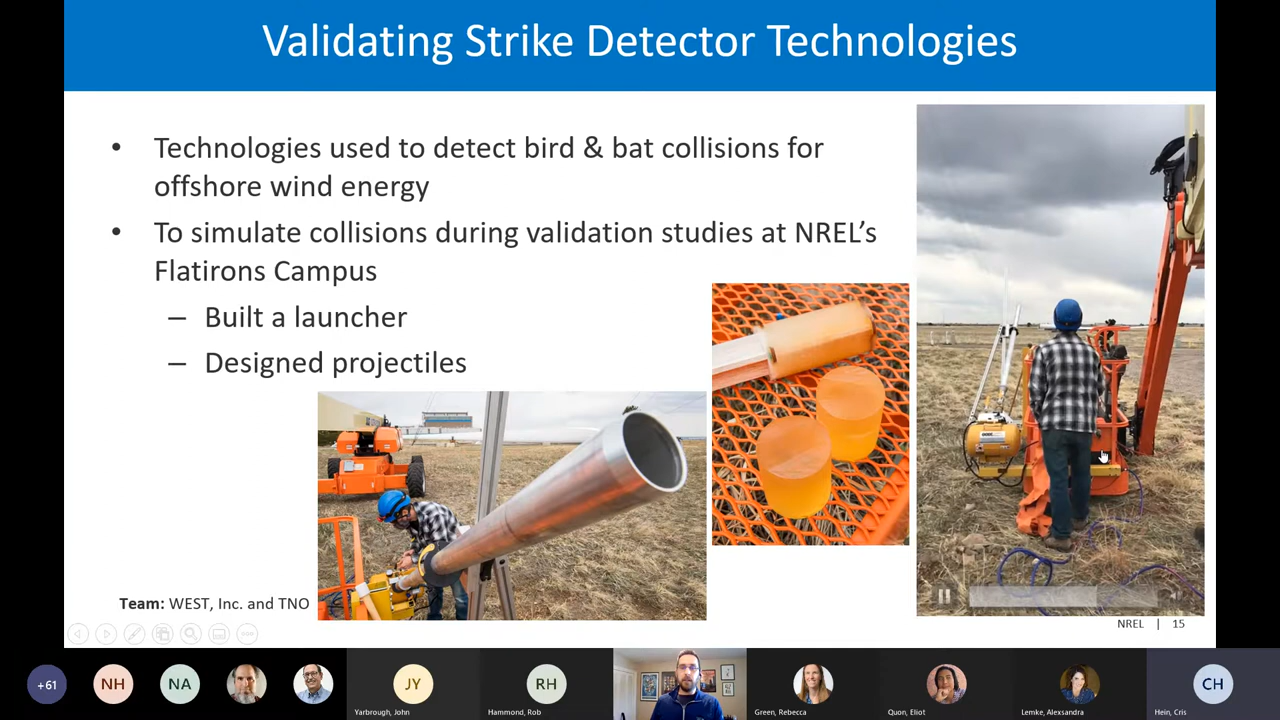 Validating Strike Detector Technologies
• Technologies used to detect bird & bat collisions for
offshore wind energy
• To simulate collisions during validation studies at NREL’s
Flatirons Campus
– Built a launcher
– Designed projectiles
Team: WEST, Inc. and TNO
NREL | 15
+61
NH
NA
JY
RH
CH
Yarbrough, John
Hammond, Rob
Green, Rebecca
Quon, Eliot
Lemke, Alexsandra
Hein, Cris